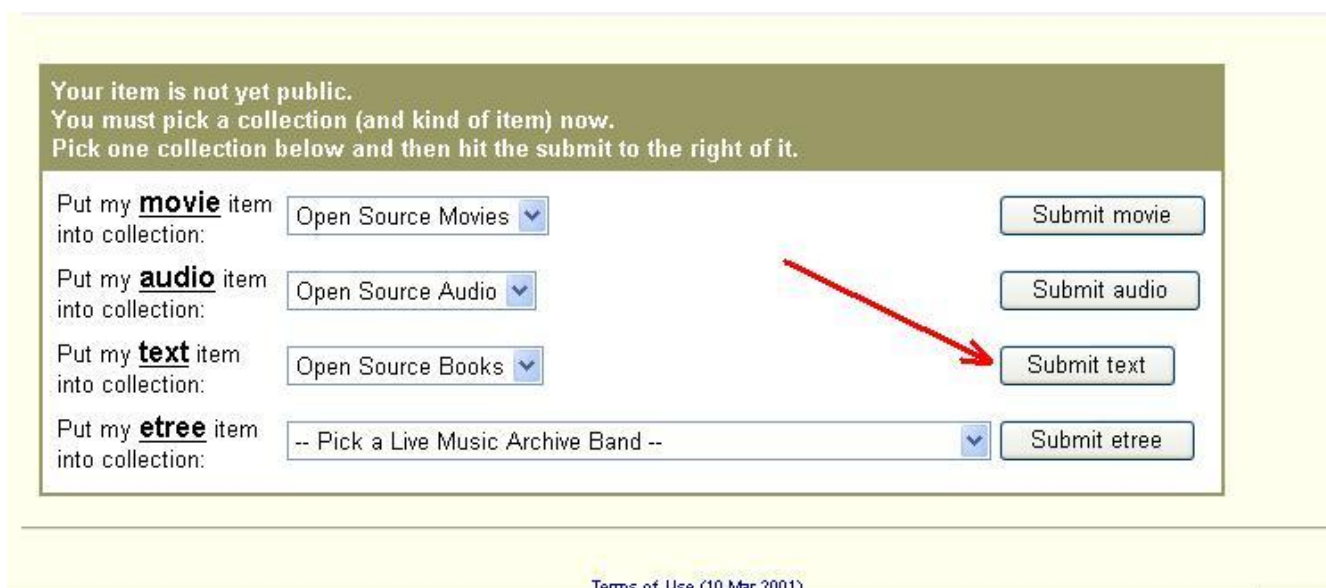 Your item is not yet public.
You must pick a collection (and kind of item) now.
Pick one collection below and then hit the submit to the right of it.
Put my movie item
into collection:
Open Source Movies
Submit movie
Put my audio item
into collection:
Open Source Audio
Submit audio
Put my text item
into collection:
Open Source Books
Submit text
Put my etree item
into collection:
-- Pick a Live Music Archive Band --
Submit etree
Terms of Use (10 Mar 2001)